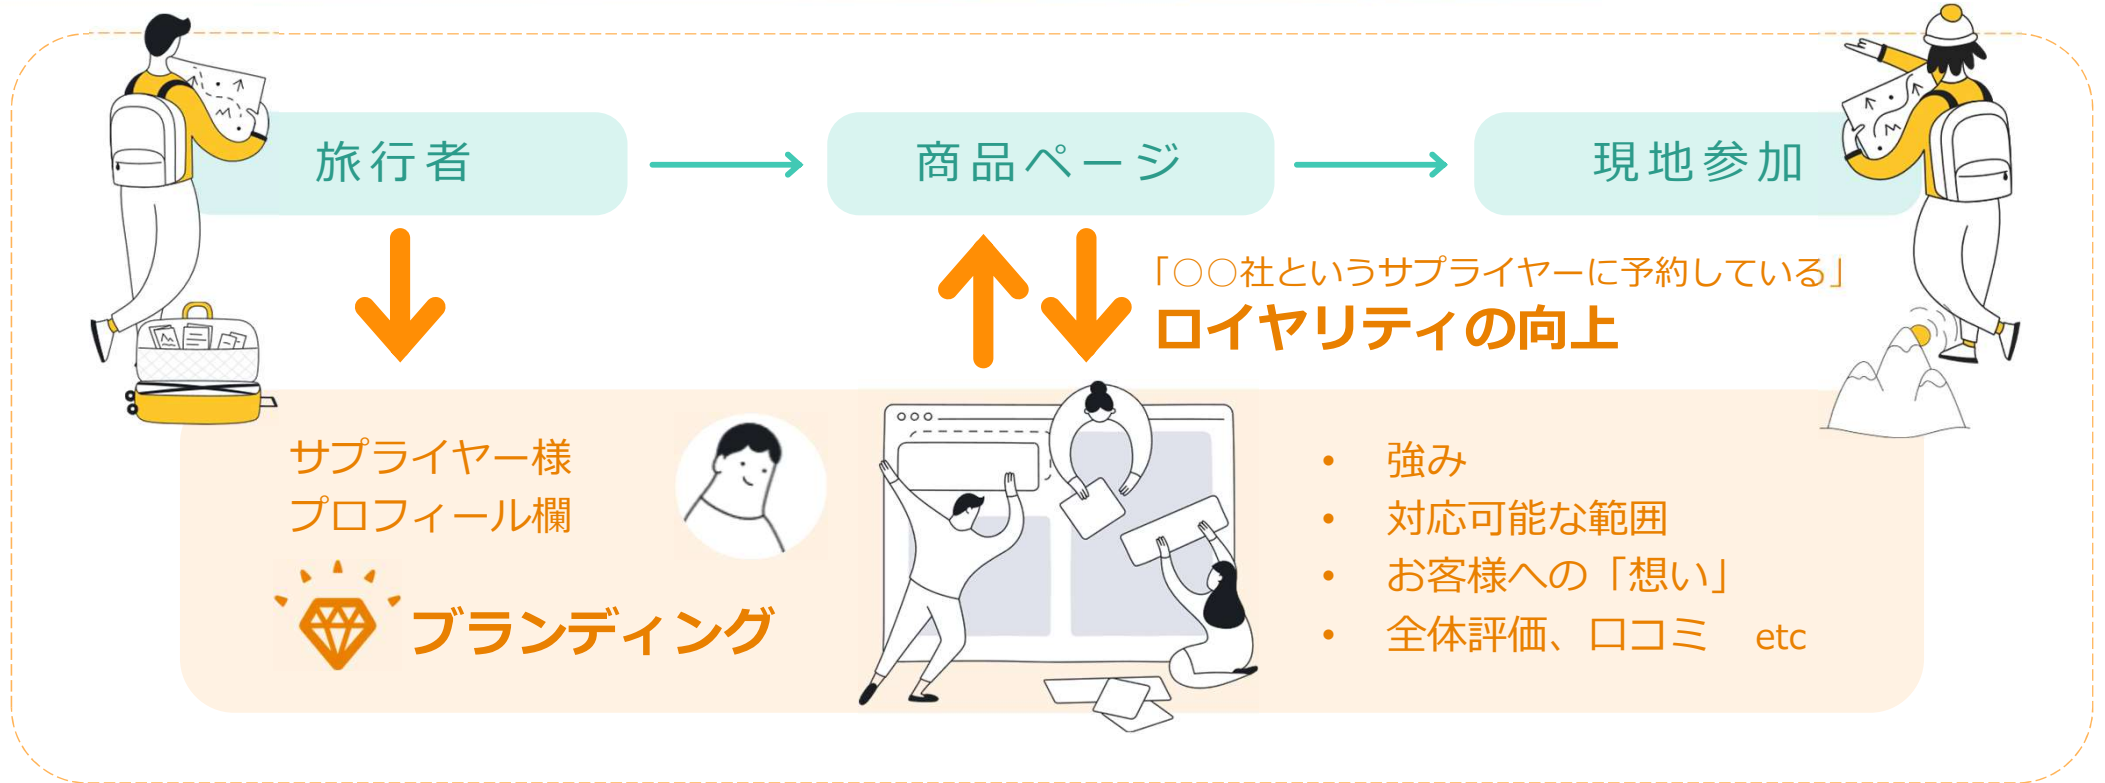 旅行者
商品ページ
現地参加
「○○社というサプライヤーに予約している」
ロイヤリティの向上
サプライヤー様
プロフィール欄
ブランディング
• 強み
• 対応可能な範囲
• お客様への「想い」
• 全体評価、口コミ　etc